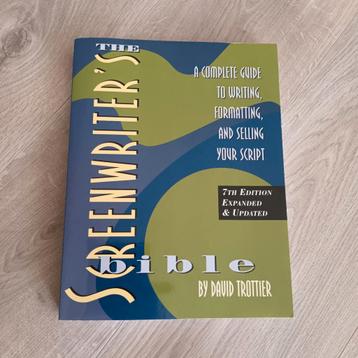 THE
SCREENWRITER'S
bible
A COMPLETE GUIDE
TO WRITING,
FORMATTING,
AND SELLING
YOUR SCRIPT
7TH EDITION
EXPANDED
& UPDATED
BY DAVID TROTTIER